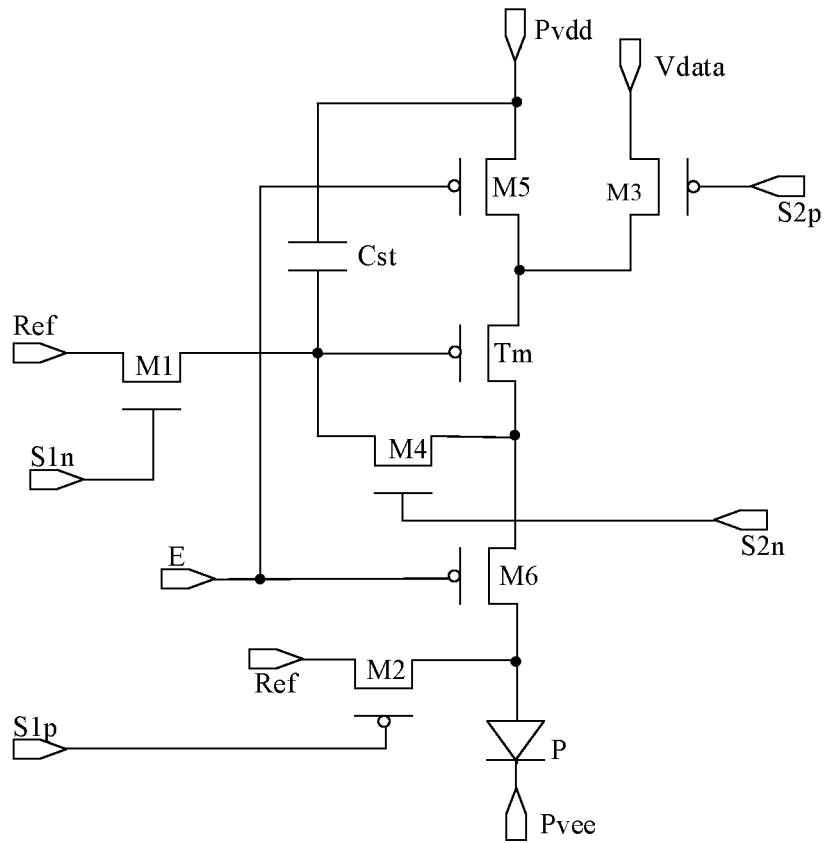 Pvdd
Vdata
M5
M3
S2p
Cst
Ref
M1
Tm
S1n
M4
S2n
E
M6
Ref
M2
S1p
P
Pvee